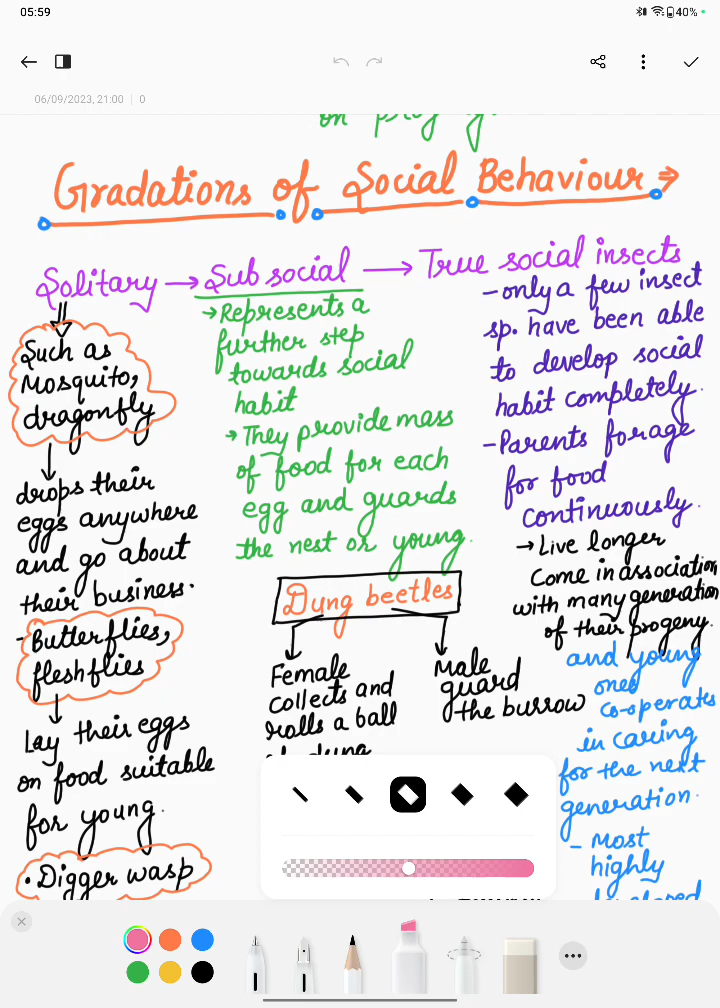 05:59
40%
06/09/2023, 21:00 | 0
on
Gradations of Social Behaviour ⇒
Solitary → Sub social → True social insects
Such as
Mosquito,
dragonfly
drops their
eggs anywhere
and go about
their business.
- Butterflies,
flesh flies
Lay their eggs
on food suitable
for young.
• Digger wasp
→ Represents a
further step
towards social
habit
→ They provide mass
of food for each
egg and guards
the nest or young.
Dung beetles
Female
collects and
rolls a ball
of dung
Male
guard
the burrow
- only a few insect
sp. have been able
to develop social
habit completely.
- Parents forage
for food
continuously.
→ Live longer
Come in association
with many generation
of their progeny.
and young
ones
co-operates
in caring
for the next
generation.
- Most
highly
developed